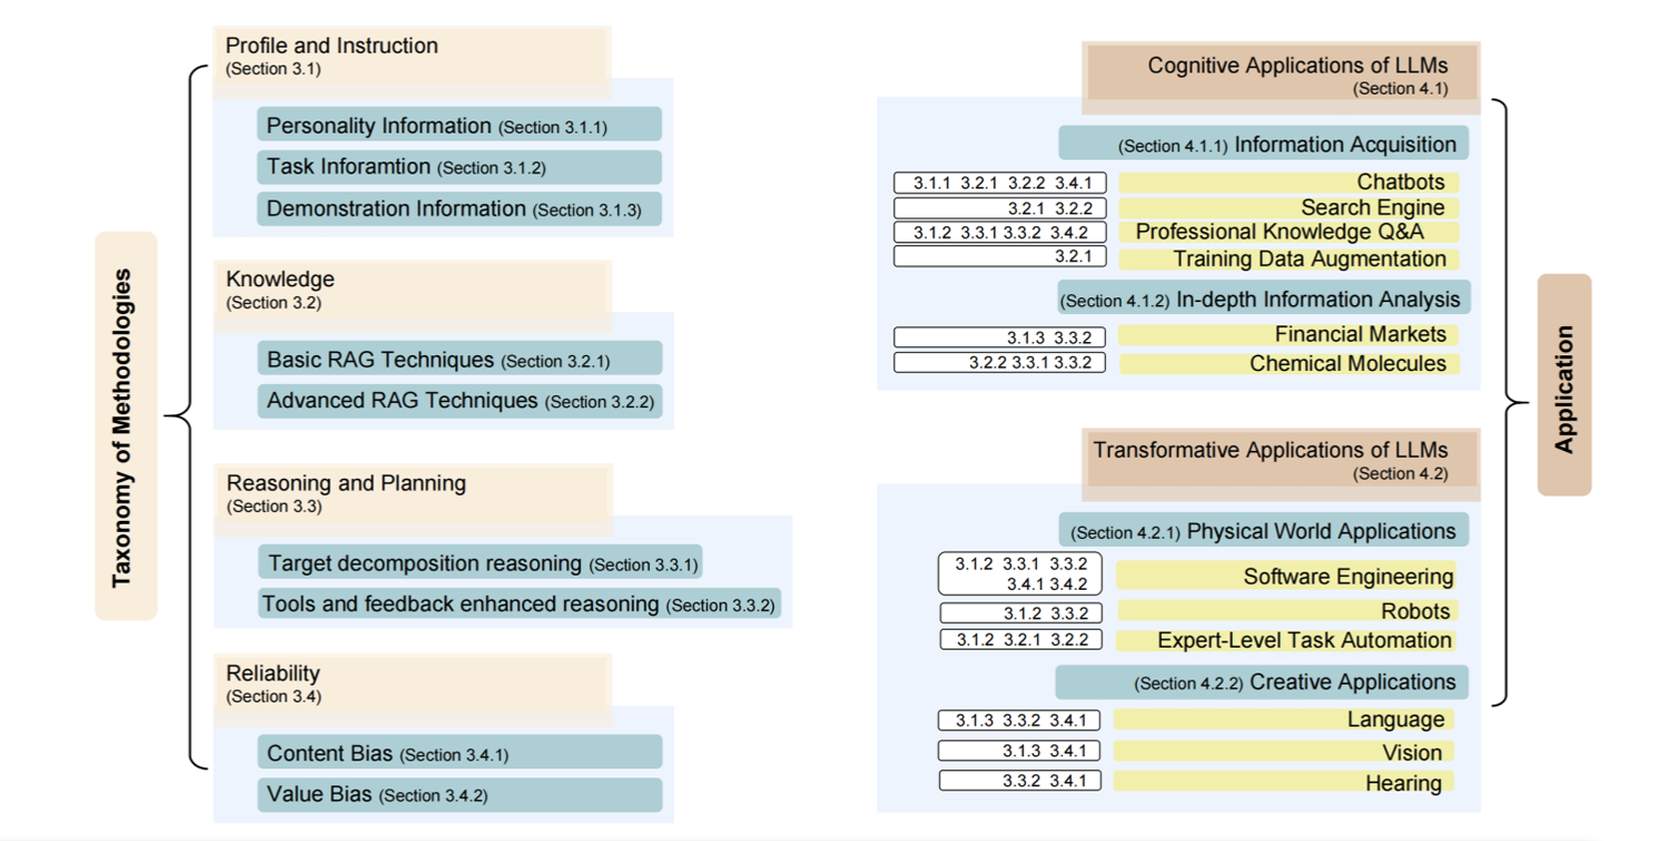 Taxonomy of Methodologies
Profile and Instruction
(Section 3.1)
Personality Information (Section 3.1.1)
Task Inforamtion (Section 3.1.2)
Demonstration Information (Section 3.1.3)
Knowledge
(Section 3.2)
Basic RAG Techniques (Section 3.2.1)
Advanced RAG Techniques (Section 3.2.2)
Reasoning and Planning
(Section 3.3)
Target decomposition reasoning (Section 3.3.1)
Tools and feedback enhanced reasoning (Section 3.3.2)
Reliability
(Section 3.4)
Content Bias (Section 3.4.1)
Value Bias (Section 3.4.2)
Cognitive Applications of LLMs
(Section 4.1)
(Section 4.1.1) Information Acquisition
3.1.1 3.2.1 3.2.2 3.4.1 Chatbots
3.2.1 3.2.2 Search Engine
3.1.2 3.3.1 3.3.2 3.4.2 Professional Knowledge Q&A
3.2.1 Training Data Augmentation
(Section 4.1.2) In-depth Information Analysis
3.1.3 3.3.2 Financial Markets
3.2.2 3.3.1 3.3.2 Chemical Molecules
Transformative Applications of LLMs
(Section 4.2)
(Section 4.2.1) Physical World Applications
3.1.2 3.3.1 3.3.2
3.4.1 3.4.2
Software Engineering
3.1.2 3.3.2 Robots
3.1.2 3.2.1 3.2.2 Expert-Level Task Automation
(Section 4.2.2) Creative Applications
3.1.3 3.3.2 3.4.1 Language
3.1.3 3.4.1 Vision
3.3.2 3.4.1 Hearing
Application